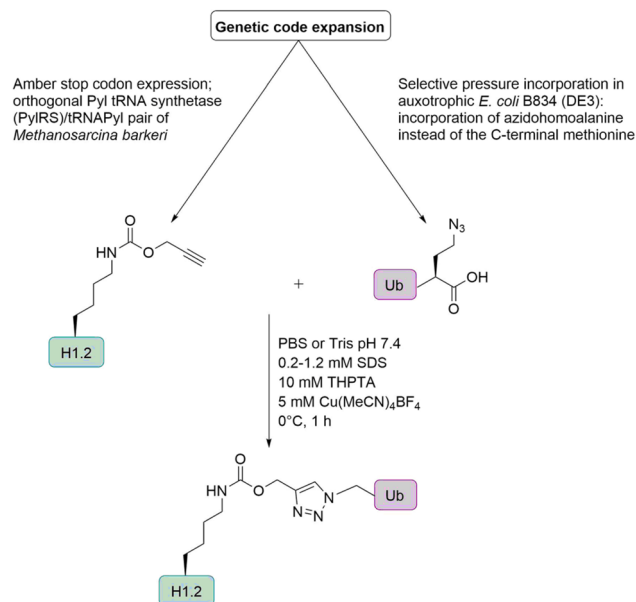 Genetic code expansion
Amber stop codon expression;
orthogonal Pyl tRNA synthetase
(PylRS)/tRNAPyl pair of
Methanosarcina barkeri
Selective pressure incorporation in
auxotrophic E. coli B834 (DE3):
incorporation of azidohomoalanine
instead of the C-terminal methionine
O
HN
O
H1.2
+
N3
Ub
OH
O
PBS or Tris pH 7.4
0.2-1.2 mM SDS
10 mM THPTA
5 mM Cu(MeCN)4BF4
0°C, 1 h
O
HN
O
N
N=N
Ub
H1.2